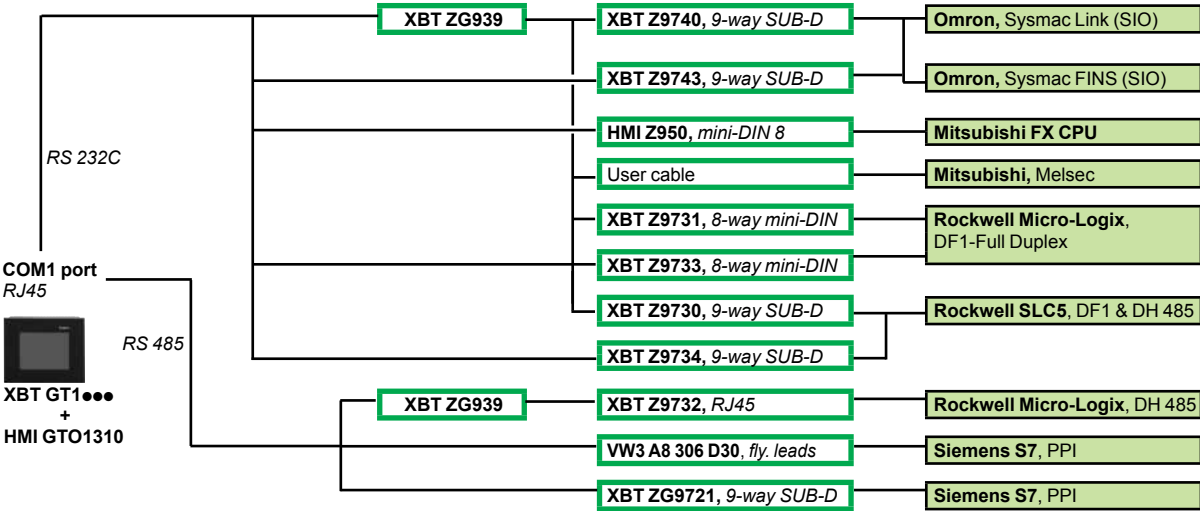 XBT ZG939
XBT Z9740, 9-way SUB-D
Omron, Sysmac Link (SIO)
XBT Z9743, 9-way SUB-D
Omron, Sysmac FINS (SIO)
HMI Z950, mini-DIN 8
Mitsubishi FX CPU
RS 232C
User cable
Mitsubishi, Melsec
XBT Z9731, 8-way mini-DIN
Rockwell Micro-Logix,
DF1-Full Duplex
COM1 port
RJ45
XBT Z9733, 8-way mini-DIN
XBT Z9730, 9-way SUB-D
Rockwell SLC5, DF1 & DH 485
RS 485
XBT Z9734, 9-way SUB-D
XBT GT1●●●
+
HMI GTO1310
XBT ZG939
XBT Z9732, RJ45
Rockwell Micro-Logix, DH 485
VW3 A8 306 D30, fly. leads
Siemens S7, PPI
XBT ZG9721, 9-way SUB-D
Siemens S7, PPI